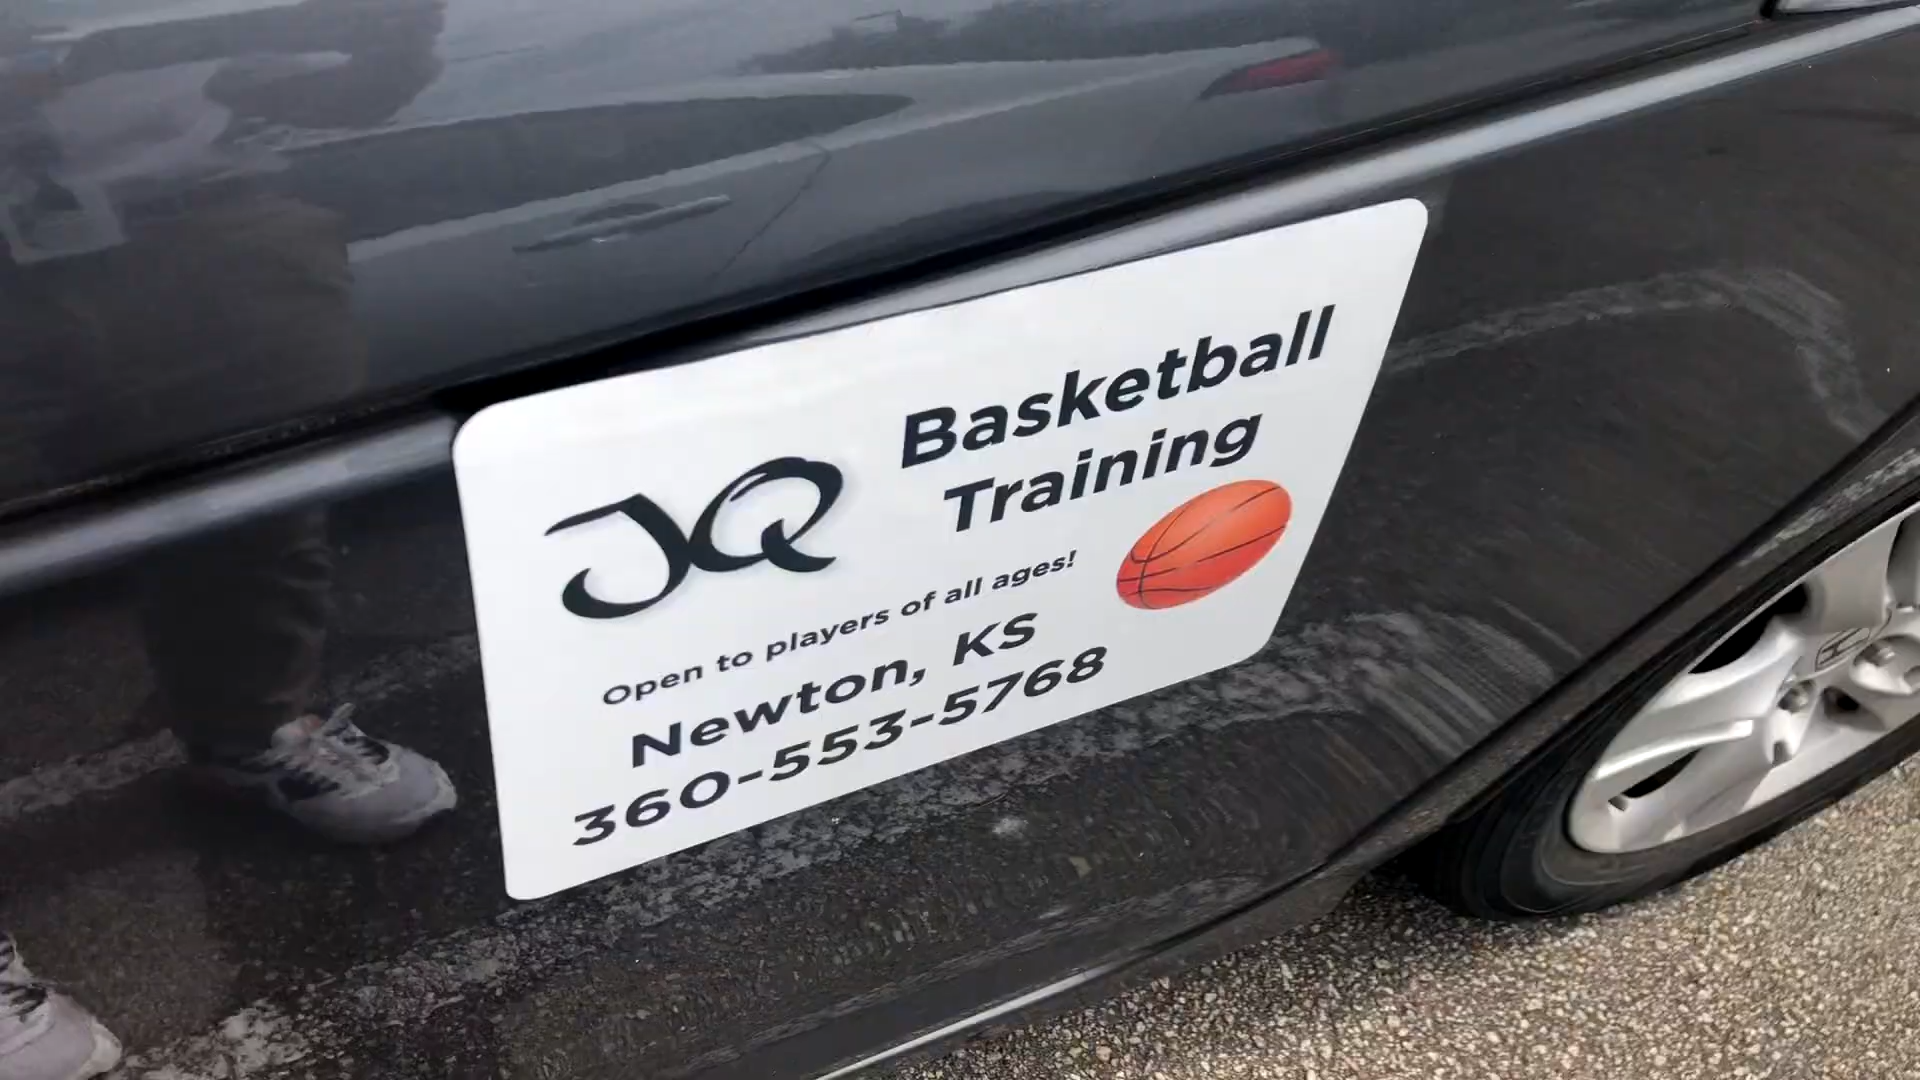 JQ
Basketball
Training
Open to players of all ages!
Newton, KS
360-553-5768